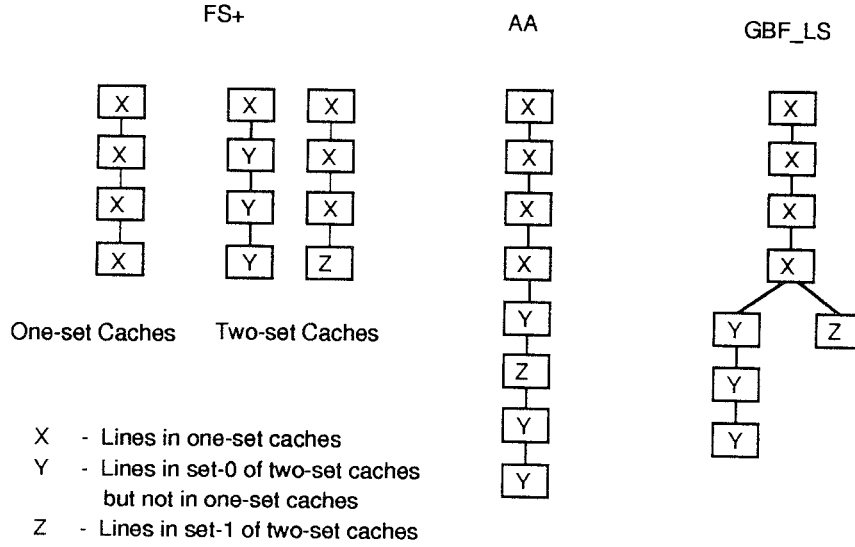 FS+
AA
GBF_LS
X X X X X
X Y X X X
X Y X X X
X Y Z X X
One-set Caches Two-set Caches
Y Y Z
Z Y
Y Y
Y
X - Lines in one-set caches
Y - Lines in set-0 of two-set caches
but not in one-set caches
Z - Lines in set-1 of two-set caches